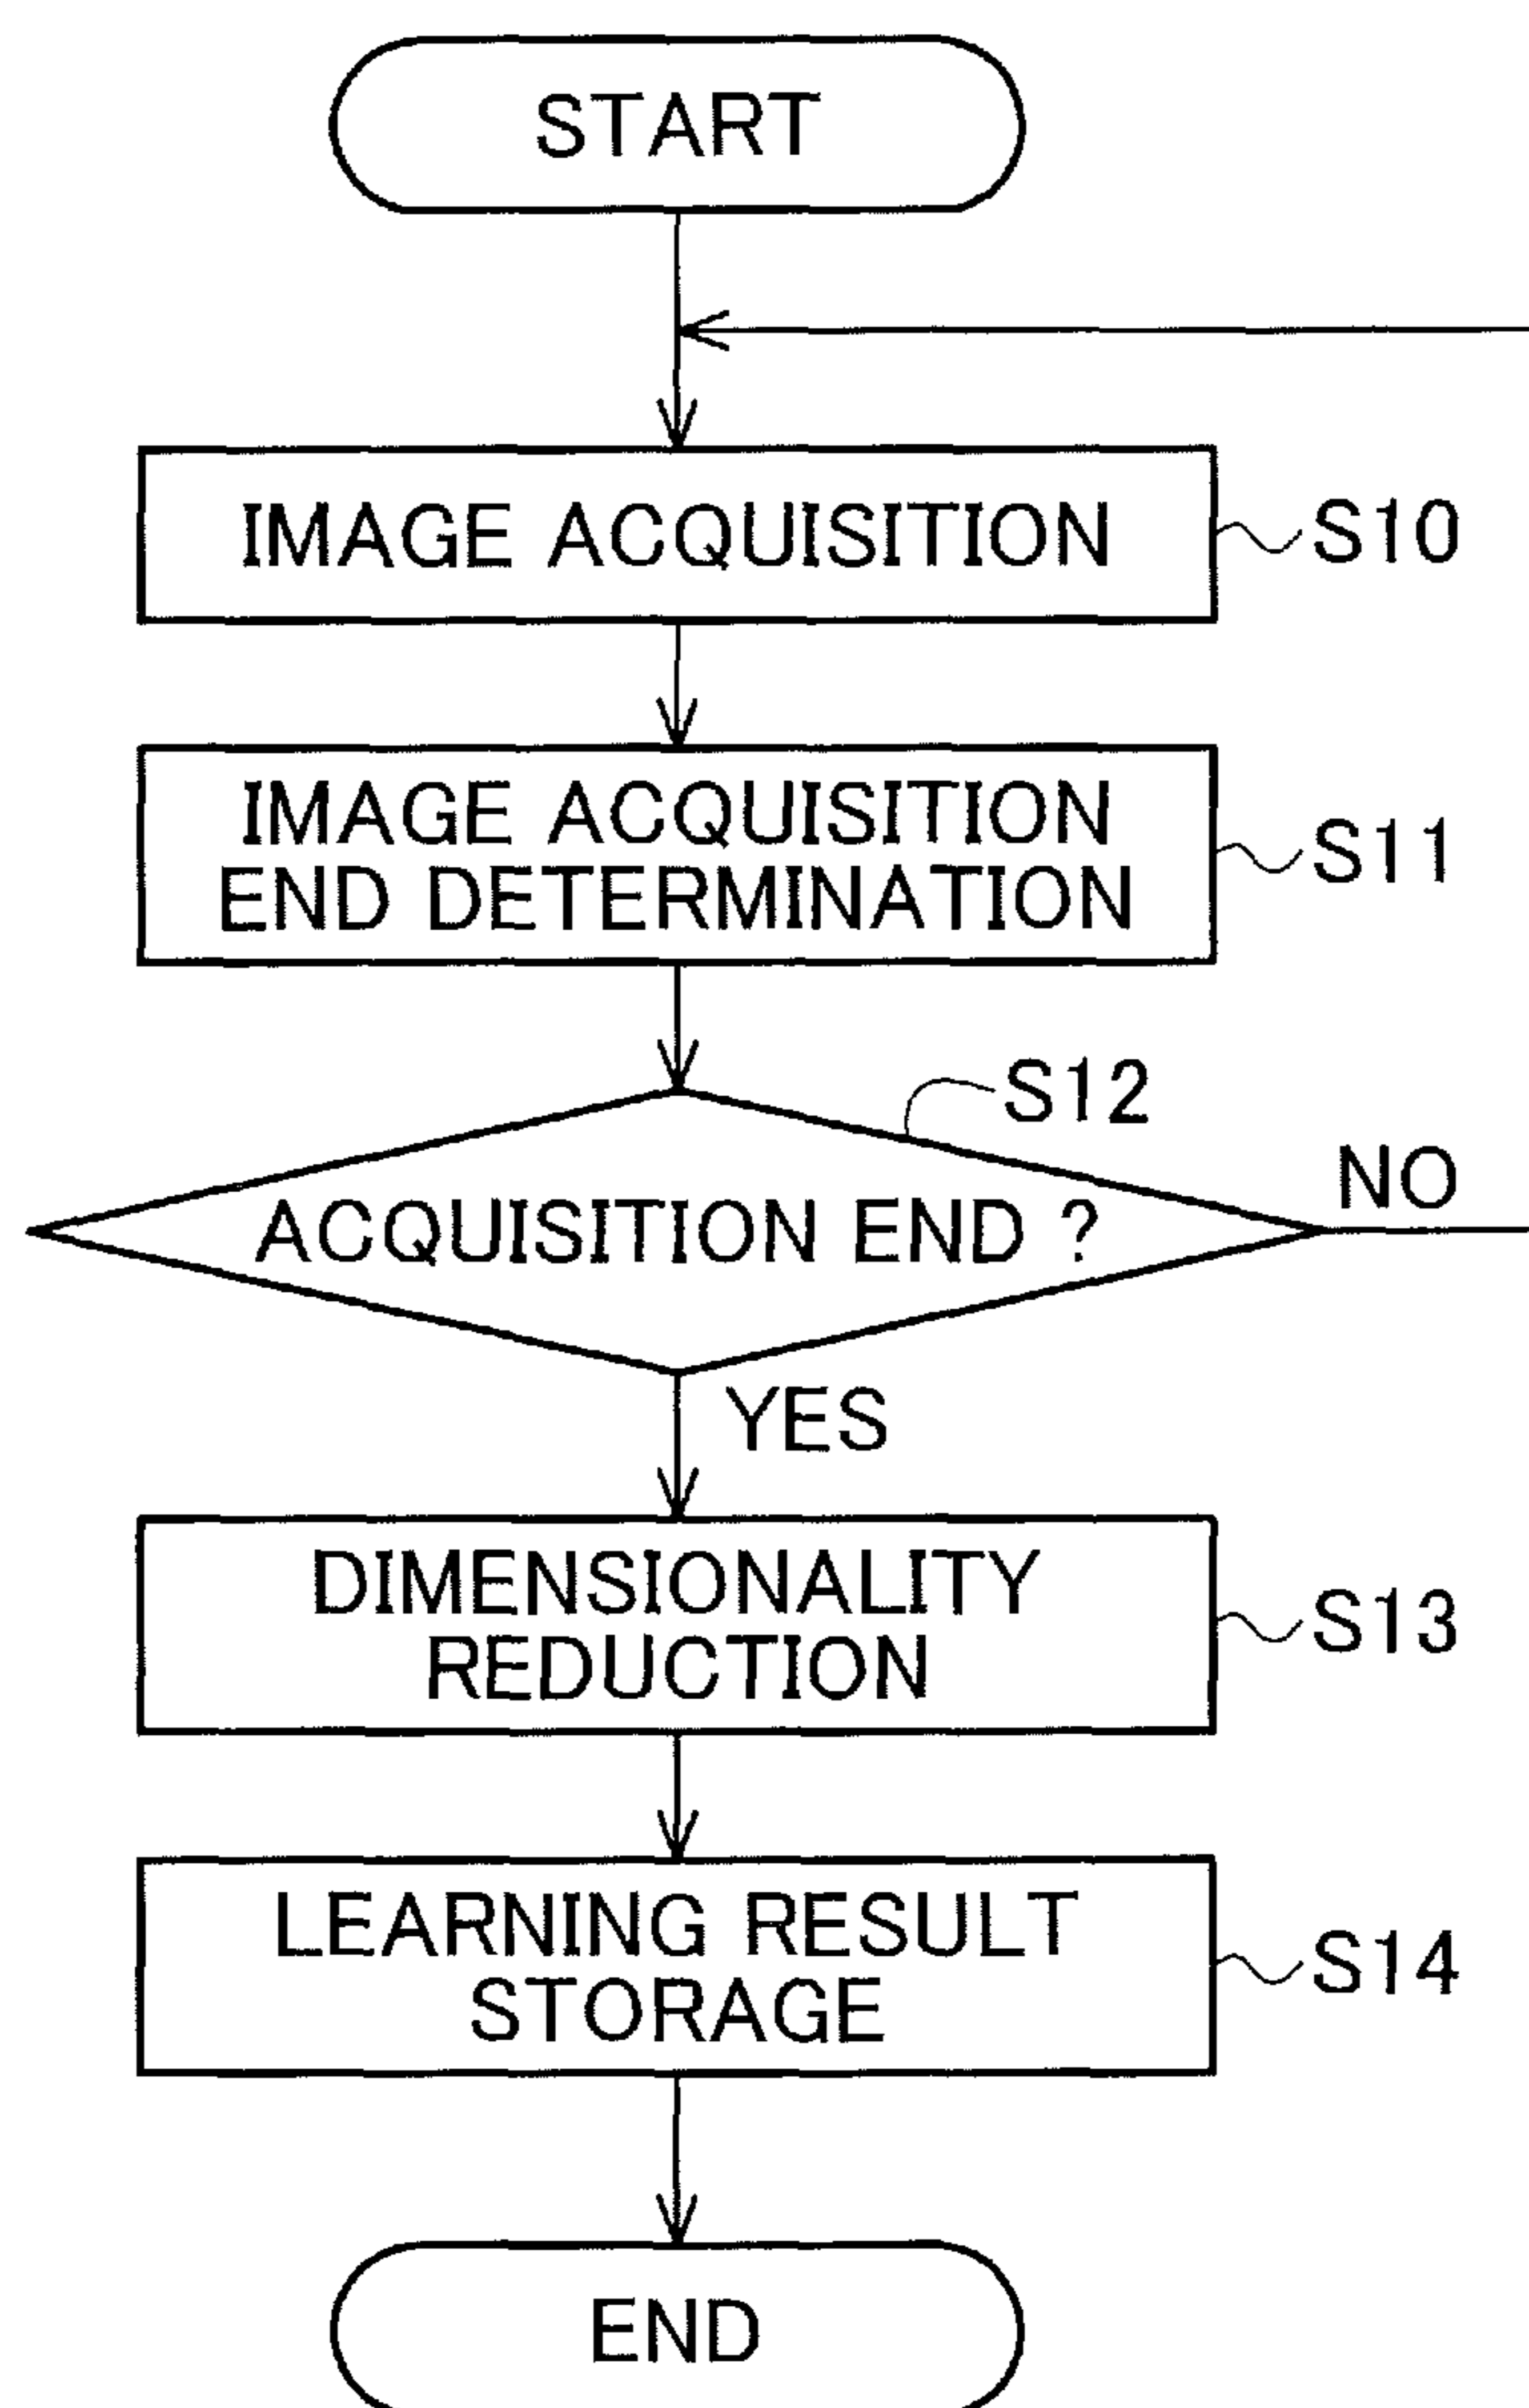 START
IMAGE ACQUISITION
S10
IMAGE ACQUISITION
END DETERMINATION
S11
S12
ACQUISITION END ?
NO
YES
DIMENSIONALITY
REDUCTION
S13
LEARNING RESULT
STORAGE
S14
END